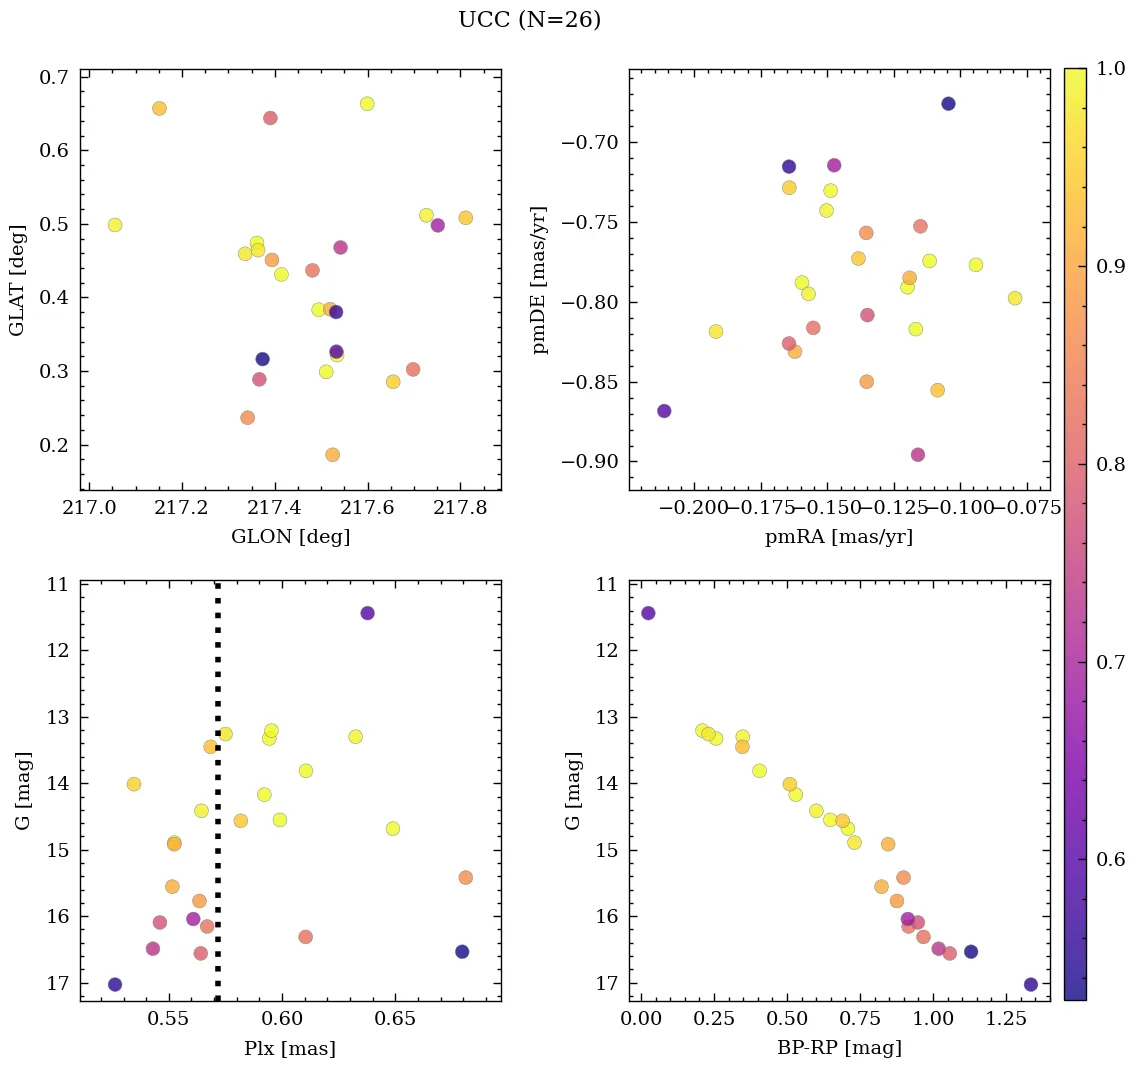 UCC (N=26)
0.7
0.6
0.5
0.4
0.3
0.2
GLAT [deg]
217.0 217.2 217.4 217.6 217.8
GLON [deg]
−0.70
−0.75
−0.80
−0.85
−0.90
pmDE [mas/yr]
−0.200 −0.175 −0.150 −0.125 −0.100 −0.075
pmRA [mas/yr]
1.0
0.9
0.8
0.7
0.6
11
12
13
14
15
16
17
G [mag]
0.55 0.60 0.65
Plx [mas]
11
12
13
14
15
16
17
G [mag]
0.00 0.25 0.50 0.75 1.00 1.25
BP-RP [mag]